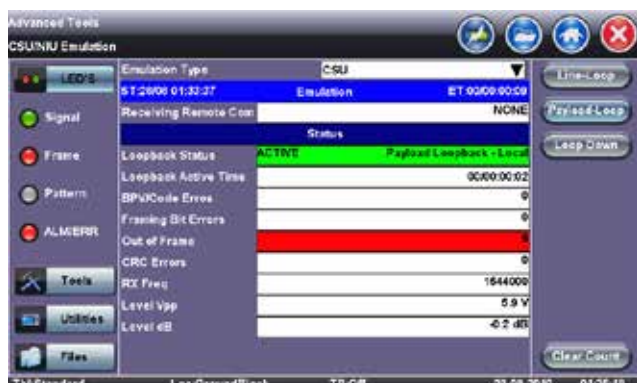 Advanced Tools
CSU/NIU Emulation
LED'S
Signal
Frame
Pattern
ALM/ERR
Tools
Utilities
Files
Emulation Type CSU
ST:28/08 01:33:37 Emulation ET:00/00:00:09
Receiving Remote Com NONE
Status
Loopback Status ACTIVE Payload Loopback - Local
Loopback Active Time 00/00:00:02
BPV/Code Erros 0
Framing Bit Errors 0
Out of Frame
CRC Errors 0
RX Freq 1544000
Level Vpp 5.9 V
Level dB -0.2 dB
Line-Loop
Payload-Loop
Loop Down
Clear Count